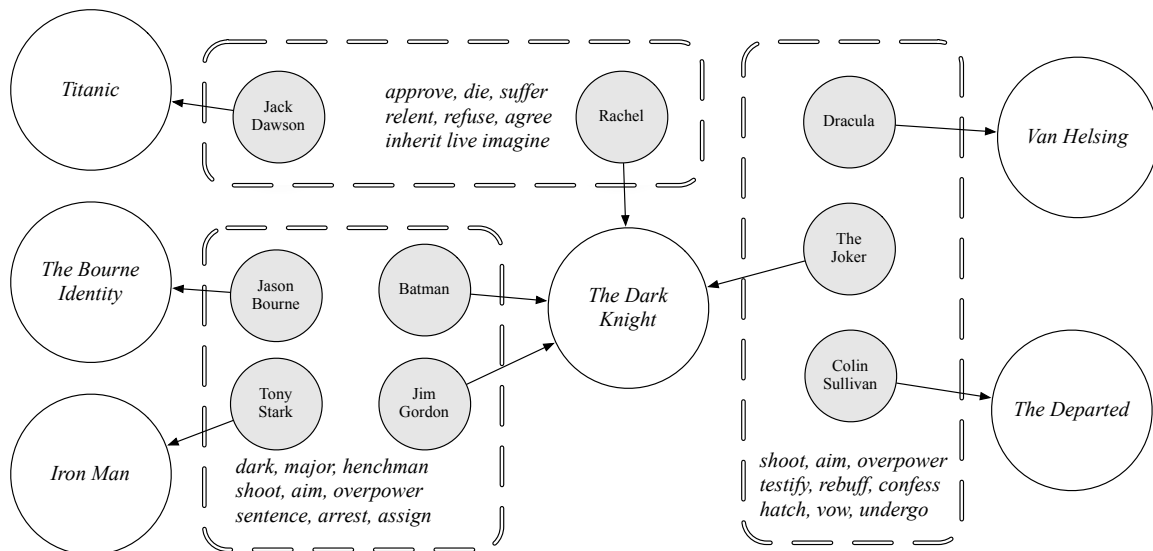 Titanic
Jack
Dawson
approve, die, suffer
relent, refuse, agree
inherit live imagine
Rachel
Dracula
Van Helsing
The Bourne
Identity
Jason
Bourne
Batman
The Dark
Knight
The
Joker
Iron Man
Tony
Stark
Jim
Gordon
dark, major, henchman
shoot, aim, overpower
sentence, arrest, assign
Colin
Sullivan
The Departed
shoot, aim, overpower
testify, rebuff, confess
hatch, vow, undergo